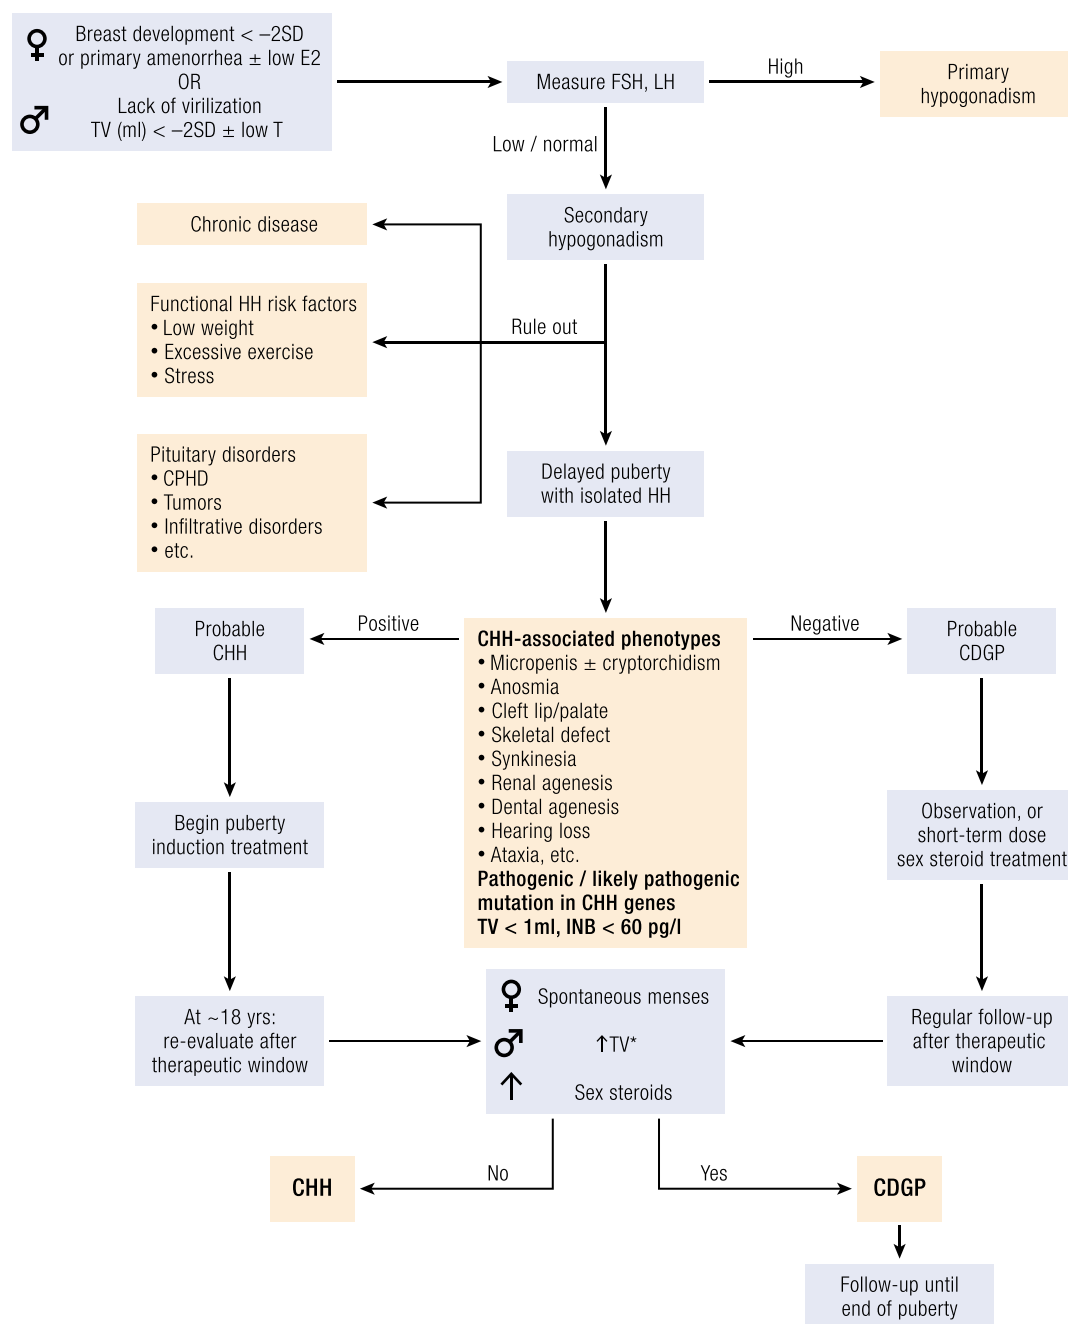 Breast development < –2SD
or primary amenorrhea ± low E2
OR
Lack of virilization
TV (ml) < –2SD ± low T
Measure FSH, LH
High
Primary
hypogonadism
Low / normal
Secondary
hypogonadism
Rule out
Chronic disease
Functional HH risk factors
• Low weight
• Excessive exercise
• Stress
Pituitary disorders
• CPHD
• Tumors
• Infiltrative disorders
• etc.
Delayed puberty
with isolated HH
Positive
Probable
CHH
CHH-associated phenotypes
• Micropenis ± cryptorchidism
• Anosmia
• Cleft lip/palate
• Skeletal defect
• Synkinesia
• Renal agenesis
• Dental agenesis
• Hearing loss
• Ataxia, etc.
Pathogenic / likely pathogenic
mutation in CHH genes
TV < 1ml, INB < 60 pg/l
Negative
Probable
CDGP
Begin puberty
induction treatment
Observation, or
short-term dose
sex steroid treatment
At ~18 yrs:
re-evaluate after
therapeutic window
Spontaneous menses
↑TV*
Sex steroids
Regular follow-up
after therapeutic
window
No
CHH
Yes
CDGP
Follow-up until
end of puberty